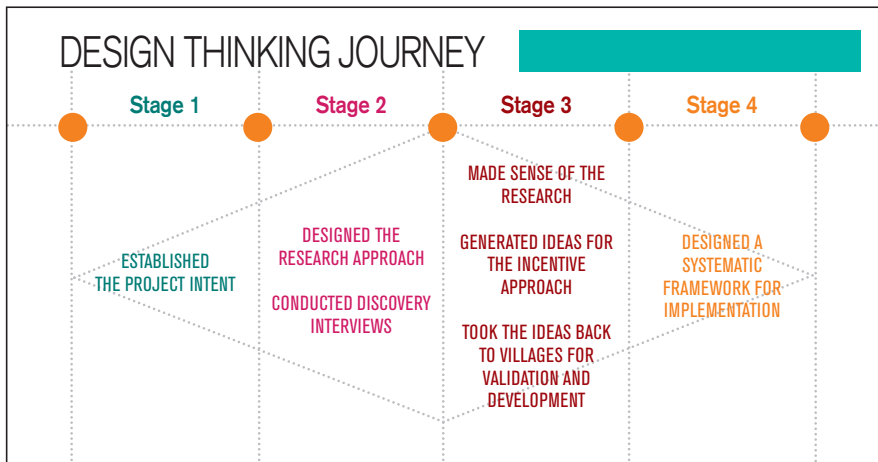 DESIGN THINKING JOURNEY
Stage 1
Stage 2
Stage 3
Stage 4
ESTABLISHED
THE PROJECT INTENT
DESIGNED THE
RESEARCH APPROACH
CONDUCTED DISCOVERY
INTERVIEWS
MADE SENSE OF THE
RESEARCH
GENERATED IDEAS FOR
THE INCENTIVE
APPROACH
TOOK THE IDEAS BACK
TO VILLAGES FOR
VALIDATION AND
DEVELOPMENT
DESIGNED A
SYSTEMATIC
FRAMEWORK FOR
IMPLEMENTATION